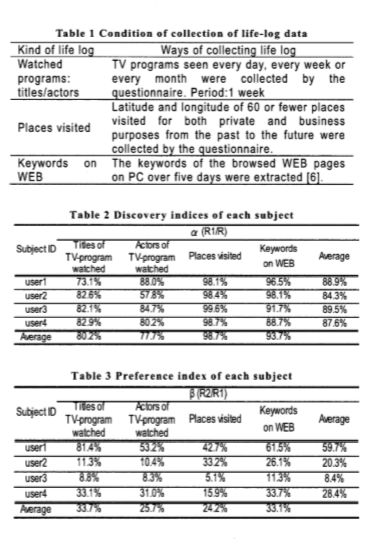 Table 1 Condition of collection of life-log data
Kind of life log Ways of collecting life log
Watched TV programs seen every day, every week or
programs: every month were collected by the
titles/actors questionnaire. Period:1 week
Latitude and longitude of 60 or fewer places
visited for both private and business
Places visited purposes from the past to the future were
collected by the questionnaire.
Keywords on The keywords of the browsed WEB pages
WEB on PC over five days were extracted [6].
Table 2 Discovery indices of each subject
α (R1/R)
Subject ID Titles of TV-program watched Actors of TV-program watched Places visited Keywords on WEB Average
user1 73.1% 88.0% 98.1% 96.5% 88.9%
user2 82.6% 57.8% 98.4% 98.1% 84.3%
user3 82.1% 84.7% 99.6% 91.7% 89.5%
user4 82.9% 80.2% 98.7% 88.7% 87.6%
Average 80.2% 77.7% 98.7% 93.7%
Table 3 Preference index of each subject
β (R2/R1)
Subject ID Titles of TV-program watched Actors of TV-program watched Places visited Keywords on WEB Average
user1 81.4% 53.2% 42.7% 61.5% 59.7%
user2 11.3% 10.4% 33.2% 26.1% 20.3%
user3 8.8% 8.3% 5.1% 11.3% 8.4%
user4 33.1% 31.0% 15.9% 33.7% 28.4%
Average 33.7% 25.7% 24.2% 33.1%